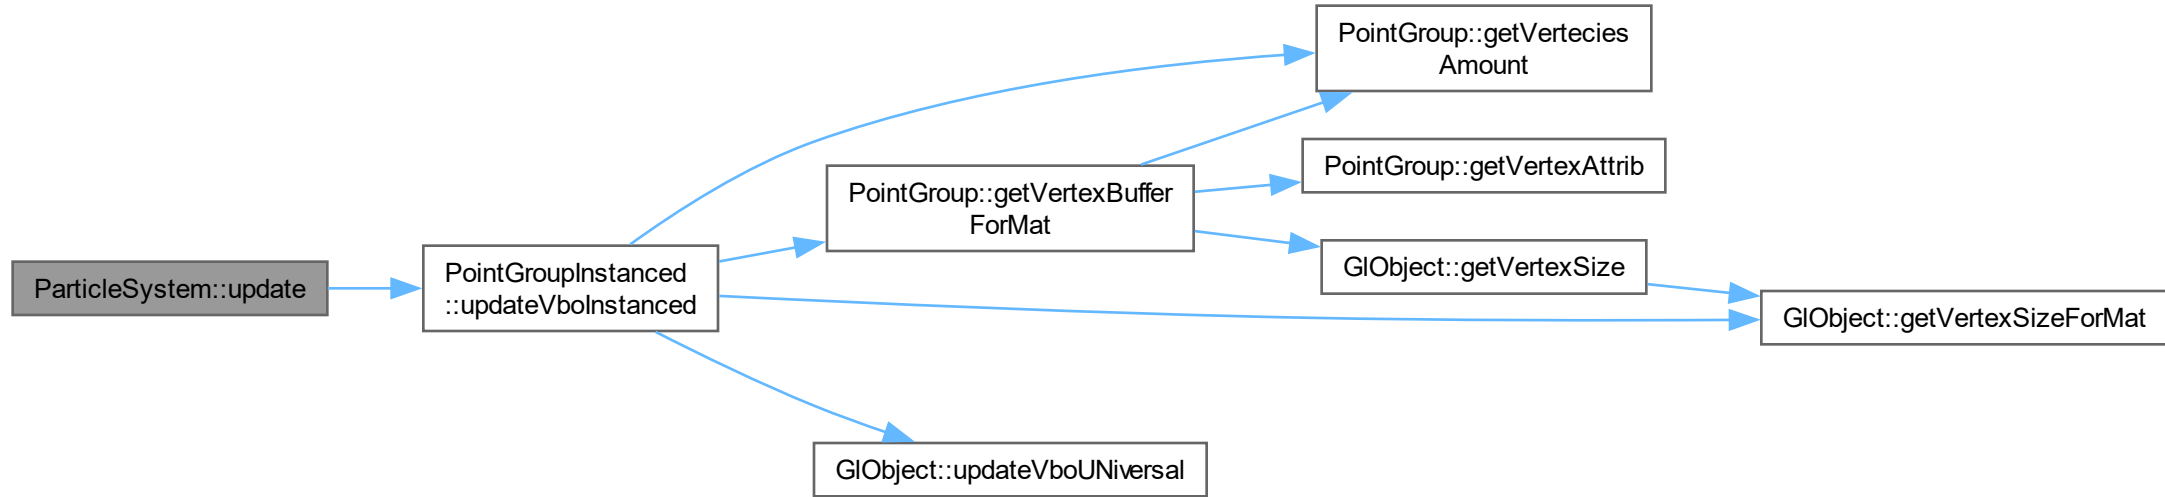 ParticleSystem::update
PointGroupInstanced
::updateVboInstanced
PointGroup::getVertexBuffer
ForMat
PointGroup::getVertecies
Amount
PointGroup::getVertexAttrib
GlObject::getVertexSize
GlObject::getVertexSizeForMat
GlObject::updateVboUNiversal